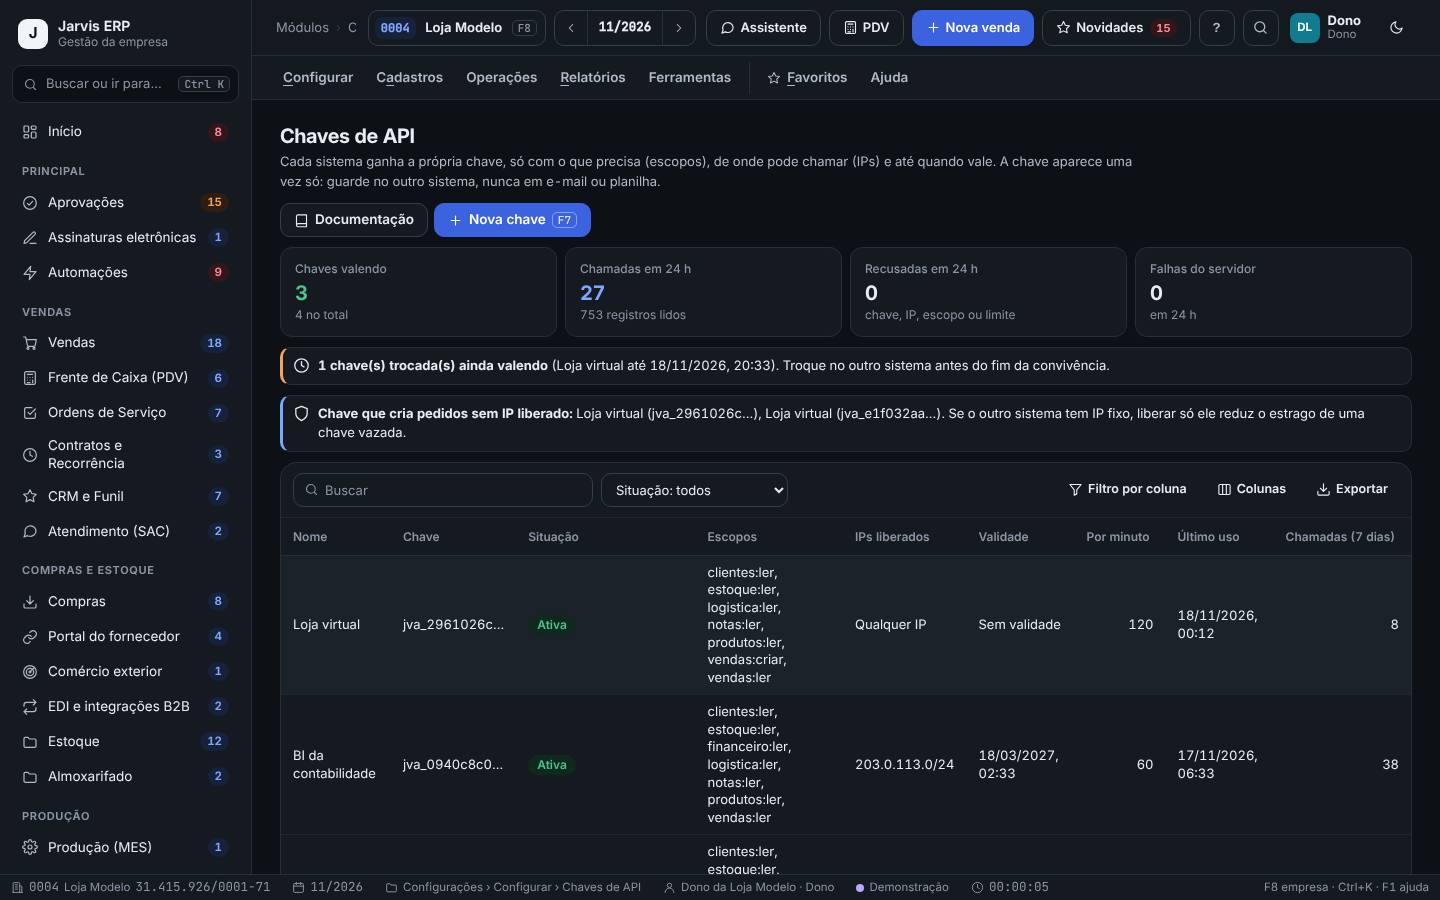 J
Jarvis ERP
Gestão da empresa
Buscar ou ir para... Ctrl K
Início 8
PRINCIPAL
Aprovações 15
Assinaturas eletrônicas 1
Automações 9
VENDAS
Vendas 18
Frente de Caixa (PDV) 6
Ordens de Serviço 7
Contratos e
Recorrência 3
CRM e Funil 7
Atendimento (SAC) 2
COMPRAS E ESTOQUE
Compras 8
Portal do fornecedor 4
Comércio exterior 1
EDI e integrações B2B 2
Estoque 12
Almoxarifado 2
PRODUÇÃO
Produção (MES) 1
Módulos › C 0004 Loja Modelo F8 ‹ 11/2026 › Assistente PDV + Nova venda Novidades 15 ? DL Dono
Dono
Configurar Cadastros Operações Relatórios Ferramentas Favoritos Ajuda
Chaves de API
Cada sistema ganha a própria chave, só com o que precisa (escopos), de onde pode chamar (IPs) e até quando vale. A chave aparece uma
vez só: guarde no outro sistema, nunca em e-mail ou planilha.
Documentação + Nova chave F7
Chaves valendo
3
4 no total
Chamadas em 24 h
27
753 registros lidos
Recusadas em 24 h
0
chave, IP, escopo ou limite
Falhas do servidor
0
em 24 h
1 chave(s) trocada(s) ainda valendo (Loja virtual até 18/11/2026, 20:33). Troque no outro sistema antes do fim da convivência.
Chave que cria pedidos sem IP liberado: Loja virtual (jva_2961026c…), Loja virtual (jva_e1f032aa…). Se o outro sistema tem IP fixo, liberar só ele reduz o estrago de uma
chave vazada.
Buscar Situação: todos Filtro por coluna Colunas Exportar
Nome Chave Situação Escopos IPs liberados Validade Por minuto Último uso Chamadas (7 dias)
Loja virtual jva_2961026c… Ativa
clientes:ler,
estoque:ler,
logistica:ler,
notas:ler,
produtos:ler,
vendas:criar,
vendas:ler
Qualquer IP Sem validade 120
18/11/2026,
00:12
8
BI da
contabilidade
jva_0940c8c0… Ativa
clientes:ler,
estoque:ler,
financeiro:ler,
logistica:ler,
notas:ler,
produtos:ler,
vendas:ler
203.0.113.0/24
18/03/2027,
02:33
60
17/11/2026,
06:33
38
clientes:ler,
estoque:ler,
0004 Loja Modelo 31.415.926/0001-71 11/2026 Configurações › Configurar › Chaves de API Dono da Loja Modelo · Dono Demonstração 00:00:05 F8 empresa · Ctrl+K · F1 ajuda